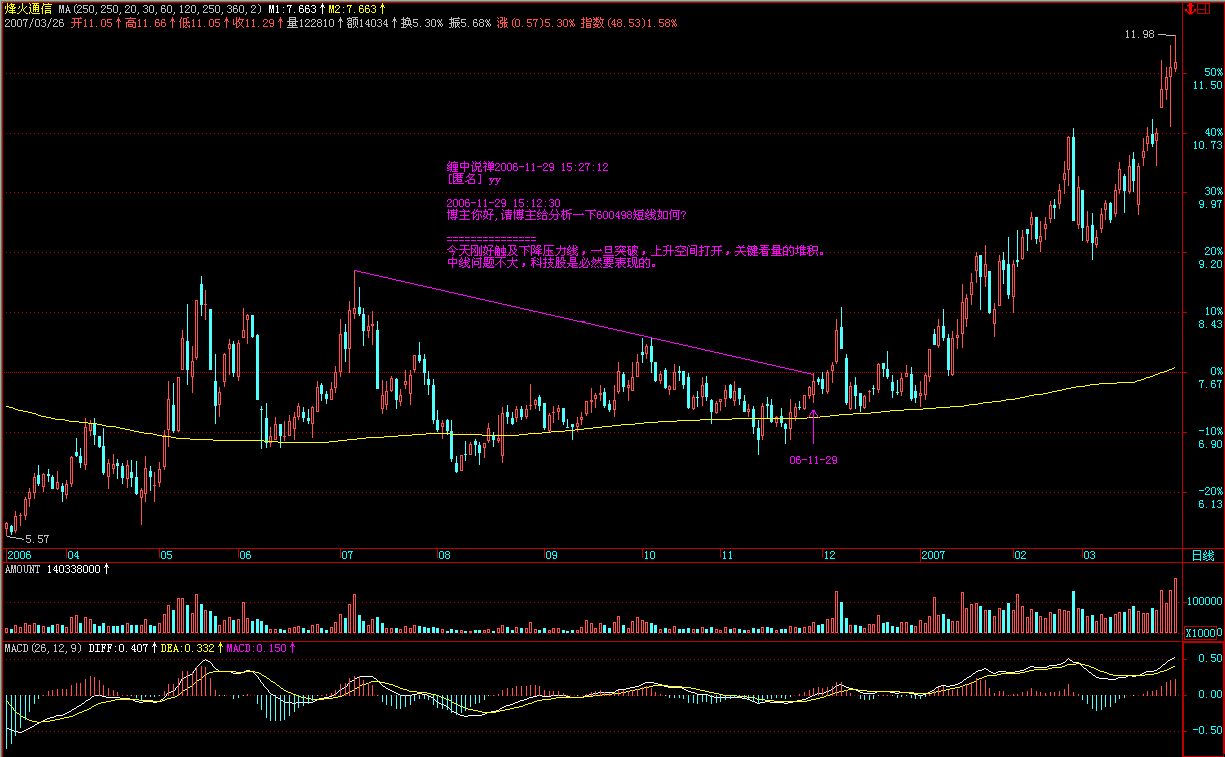 烽火通信 MA(250,250,20,30,60,120,250,360,2) M1:7.663↑M2:7.663↑
2007/03/26 开11.05↑高11.66↑低11.05↑收11.29↑量122810↑额14034↑换5.30% 振5.68% 涨(0.57)5.30% 指数(48.53)1.58%
11.98
50%
11.50
40%
10.73
缠中说禅2006-11-29 15:27:12
[匿名] yy
30%
9.97
2006-11-29 15:12:30
博主你好,请博主给分析一下600498短线如何?
===============
今天刚好触及下降压力线，一旦突破，上升空间打开，关键看量的堆积。
中线问题不大，科技股是必然要表现的。
20%
9.20
10%
8.43
0%
7.67
-10%
6.90
06-11-29
-20%
6.13
5.57
2006 04 05 06 07 08 09 10 11 12 2007 02 03 日线
AMOUNT 140338000↑
100000
X10000
MACD(26,12,9) DIFF:0.407↑DEA:0.332↑MACD:0.150↑
0.50
0.00
-0.50